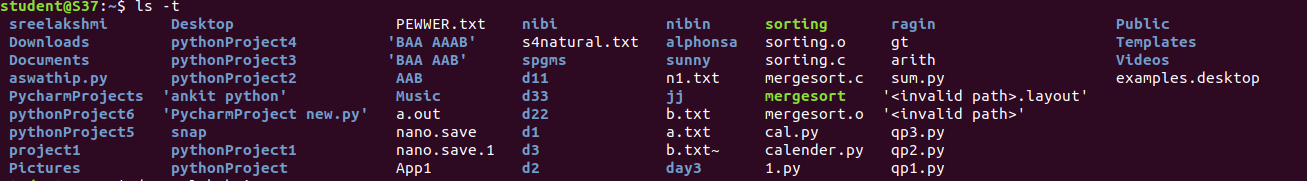 student@S37:~$ ls -t
sreelakshmi Desktop PEWWER.txt nibi nibin sorting ragin Public
Downloads pythonProject4 'BAA AAAB' s4natural.txt alphonsa sorting.o gt Templates
Documents pythonProject3 'BAA AAB' spgms sunny sorting.c arith Videos
aswathip.py pythonProject2 AAB d11 n1.txt mergesort.c sum.py examples.desktop
PycharmProjects 'ankit python' Music d33 jj mergesort '<invalid path>.layout'
pythonProject6 'PycharmProject new.py' a.out d22 b.txt mergesort.o '<invalid path>'
pythonProject5 snap nano.save d1 a.txt cal.py qp3.py
project1 pythonProject1 nano.save.1 d3 b.txt~ calender.py qp2.py
Pictures pythonProject App1 d2 day3 1.py qp1.py